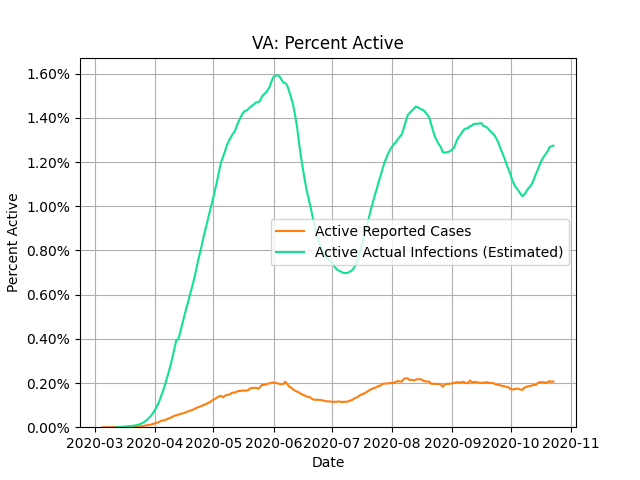 VA: Percent Active
1.60%
1.40%
1.20%
1.00%
0.80%
0.60%
0.40%
0.20%
0.00%
Percent Active
Active Reported Cases
Active Actual Infections (Estimated)
2020-03 2020-04 2020-05 2020-06 2020-07 2020-08 2020-09 2020-10 2020-11
Date